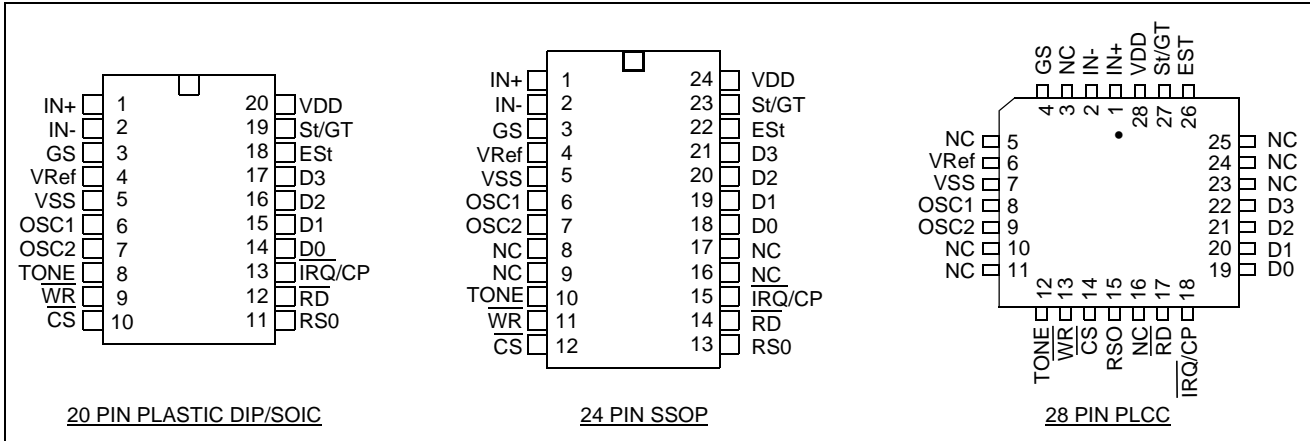 IN+ 1 20 VDD
IN- 2 19 St/GT
GS 3 18 ESt
VRef 4 17 D3
VSS 5 16 D2
OSC1 6 15 D1
OSC2 7 14 D0
TONE 8 13 IRQ/CP
WR 9 12 RD
CS 10 11 RS0
20 PIN PLASTIC DIP/SOIC
IN+ 1 24 VDD
IN- 2 23 St/GT
GS 3 22 ESt
VRef 4 21 D3
VSS 5 20 D2
OSC1 6 19 D1
OSC2 7 18 D0
NC 8 17 NC
NC 9 16 NC
TONE 10 15 IRQ/CP
WR 11 14 RD
CS 12 13 RS0
24 PIN SSOP
GS NC IN- IN+ VDD St/GT EST
4 3 2 1 28 27 26
NC 5 25 NC
VRef 6 24 NC
VSS 7 23 NC
OSC1 8 22 D3
OSC2 9 21 D2
NC 10 20 D1
NC 11 19 D0
12 13 14 15 16 17 18
TONE WR CS RSO NC RD IRQ/CP
28 PIN PLCC